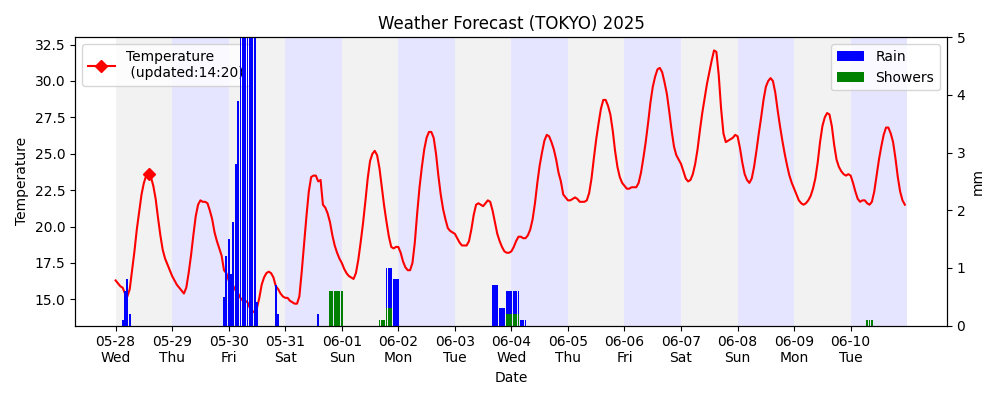 Weather Forecast (TOKYO) 2025
Temperature
(updated:14:20)
Rain
Showers
Temperature
32.5
30.0
27.5
25.0
22.5
20.0
17.5
15.0
5
4
3
2
1
0
mm
05-28 05-29 05-30 05-31 06-01 06-02 06-03 06-04 06-05 06-06 06-07 06-08 06-09 06-10
Wed Thu Fri Sat Sun Mon Tue Wed Thu Fri Sat Sun Mon Tue
Date